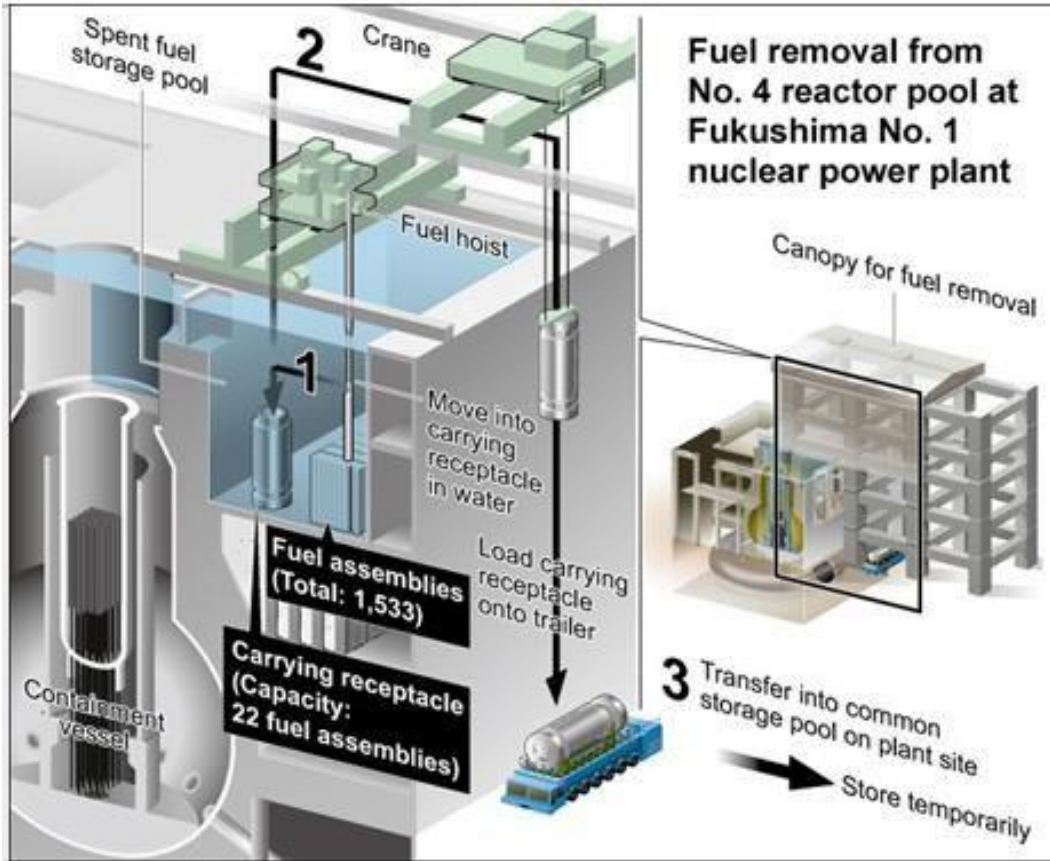 Fuel removal from
No. 4 reactor pool at
Fukushima No. 1
nuclear power plant
Spent fuel
storage pool
2
Crane
Fuel hoist
Canopy for fuel removal
1
Move into
carrying
receptacle
in water
Fuel assemblies
(Total: 1,533)
Load carrying
receptacle
onto trailer
Carrying receptacle
(Capacity:
22 fuel assemblies)
Containment
vessel
3
Transfer into common
storage pool on plant site
Store temporarily